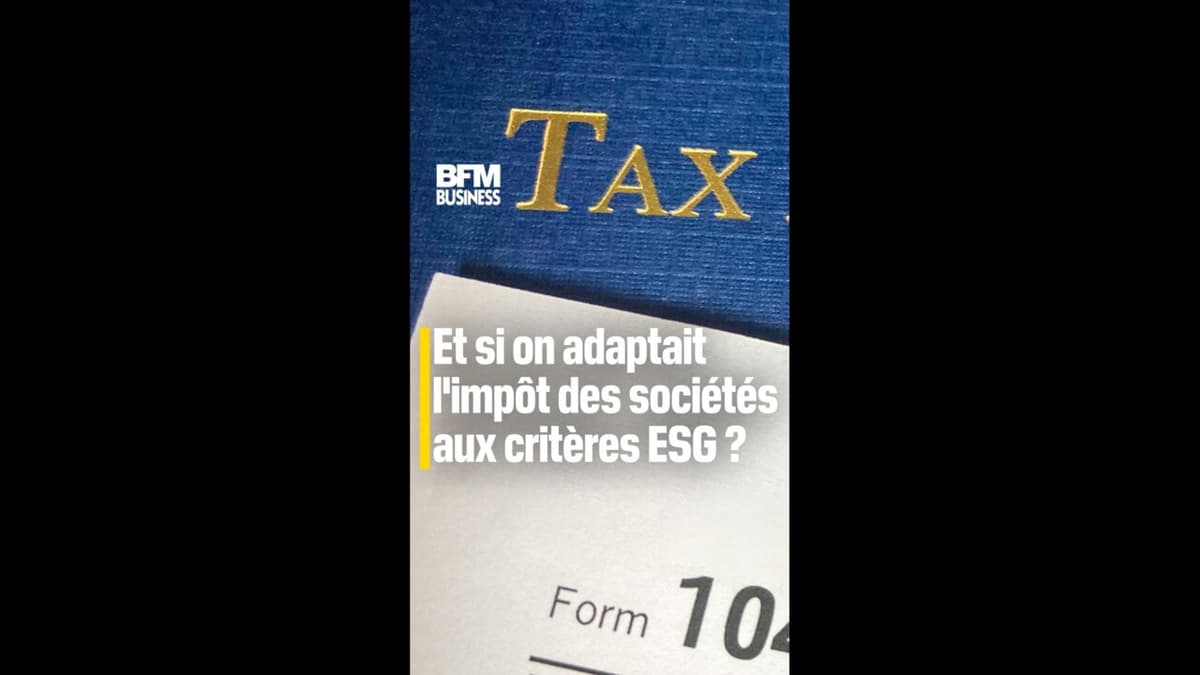 TAX
BFM
BUSINESS
Et si on adaptait
l'impôt des sociétés
aux critères ESG ?
Form 104